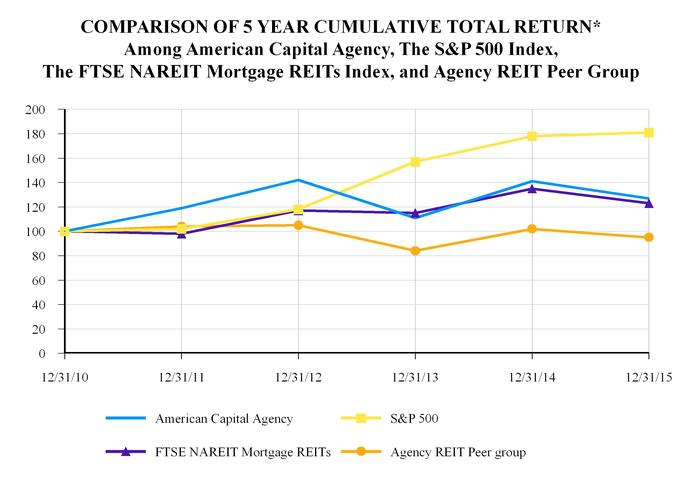 COMPARISON OF 5 YEAR CUMULATIVE TOTAL RETURN*
Among American Capital Agency, The S&P 500 Index,
The FTSE NAREIT Mortgage REITs Index, and Agency REIT Peer Group
200
180
160
140
120
100
80
60
40
20
0
12/31/10 12/31/11 12/31/12 12/31/13 12/31/14 12/31/15
American Capital Agency S&P 500
FTSE NAREIT Mortgage REITs Agency REIT Peer group